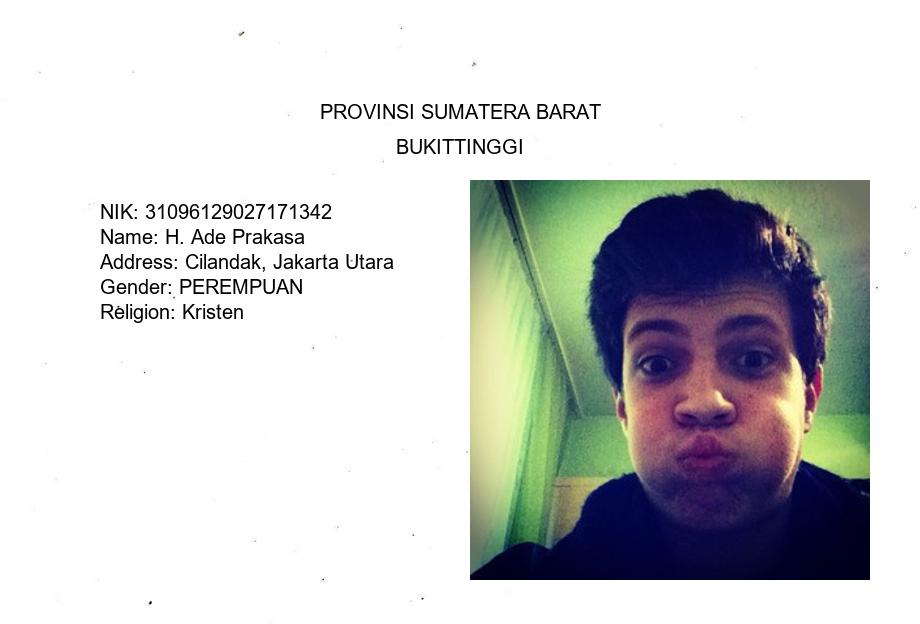 PROVINSI SUMATERA BARAT
BUKITTINGGI
NIK: 31096129027171342
Name: H. Ade Prakasa
Address: Cilandak, Jakarta Utara
Gender: PEREMPUAN
Religion: Kristen